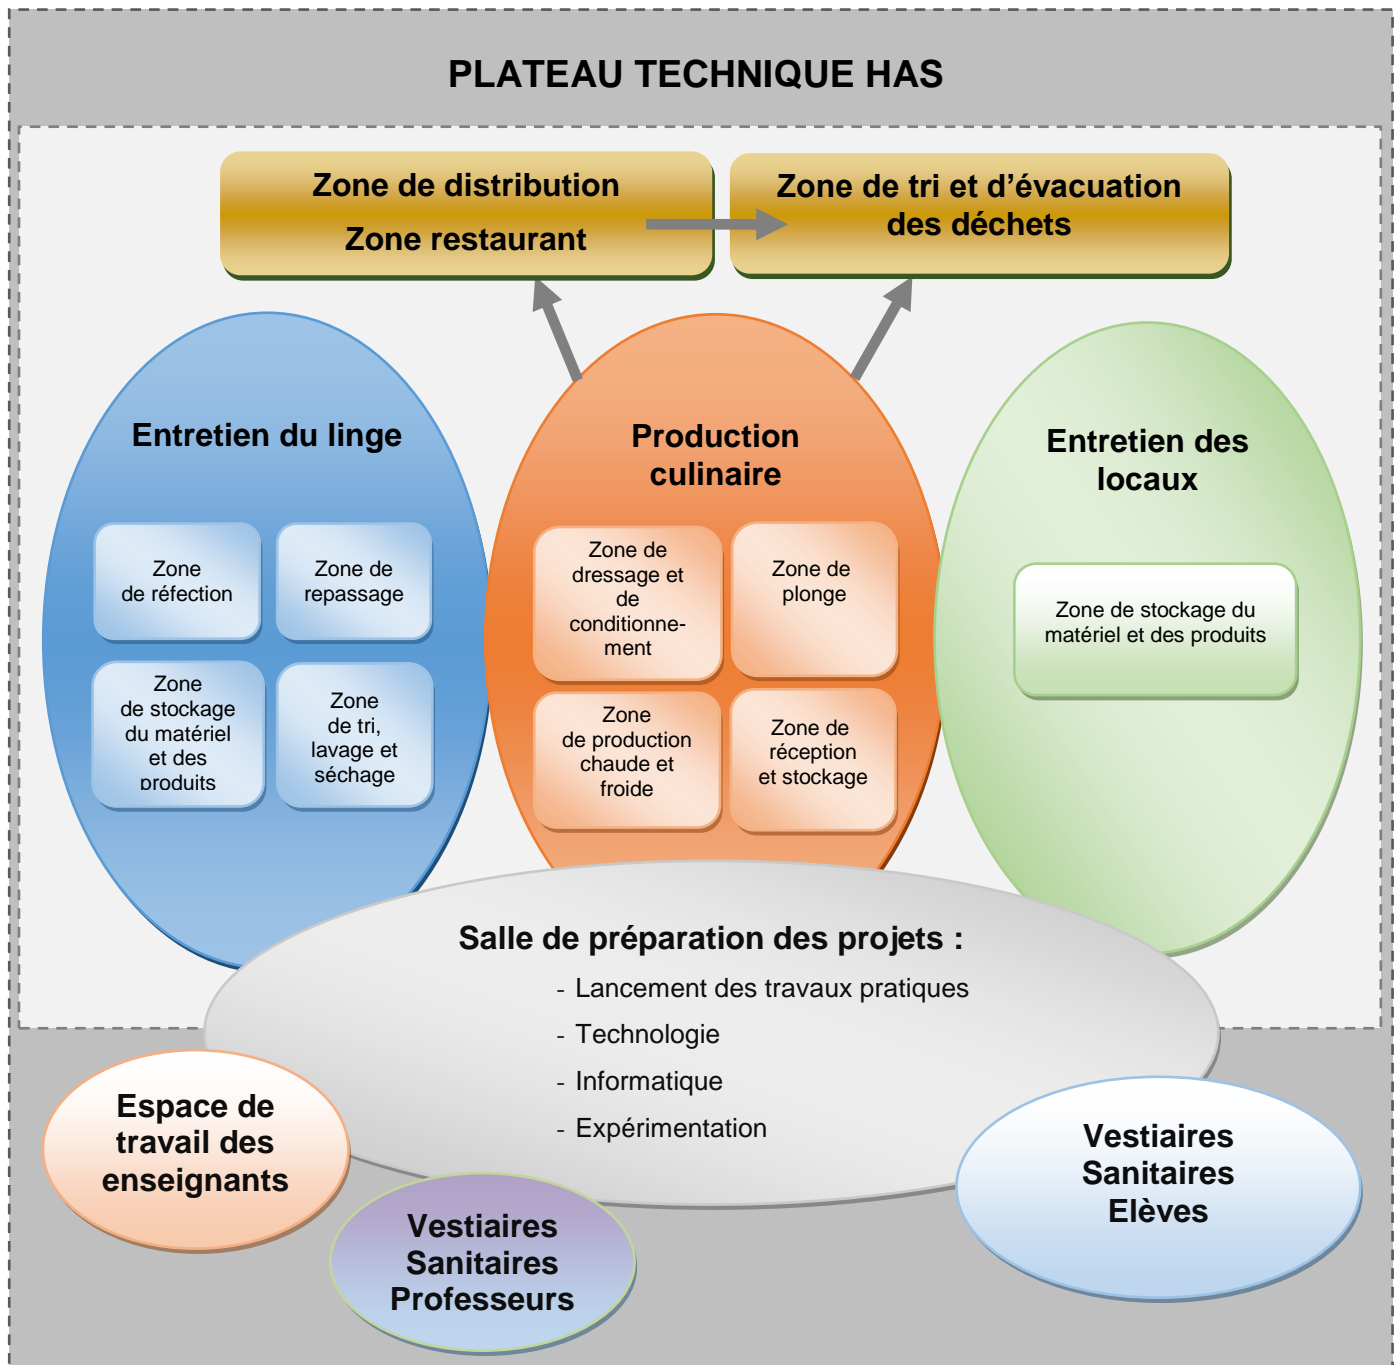 PLATEAU TECHNIQUE HAS
Zone de distribution
Zone restaurant
Zone de tri et d’évacuation
des déchets
Entretien du linge
Zone
de réfection
Zone de
repassage
Zone
de stockage
du matériel
et des
produits
Zone
de tri,
lavage et
séchage
Production
culinaire
Zone de
dressage et
de
conditionne-
ment
Zone de
plonge
Zone
de production
chaude et
froide
Zone de
réception
et stockage
Entretien des
locaux
Zone de stockage du
matériel et des produits
Salle de préparation des projets :
- Lancement des travaux pratiques
- Technologie
- Informatique
- Expérimentation
Espace de
travail des
enseignants
Vestiaires
Sanitaires
Professeurs
Vestiaires
Sanitaires
Elèves